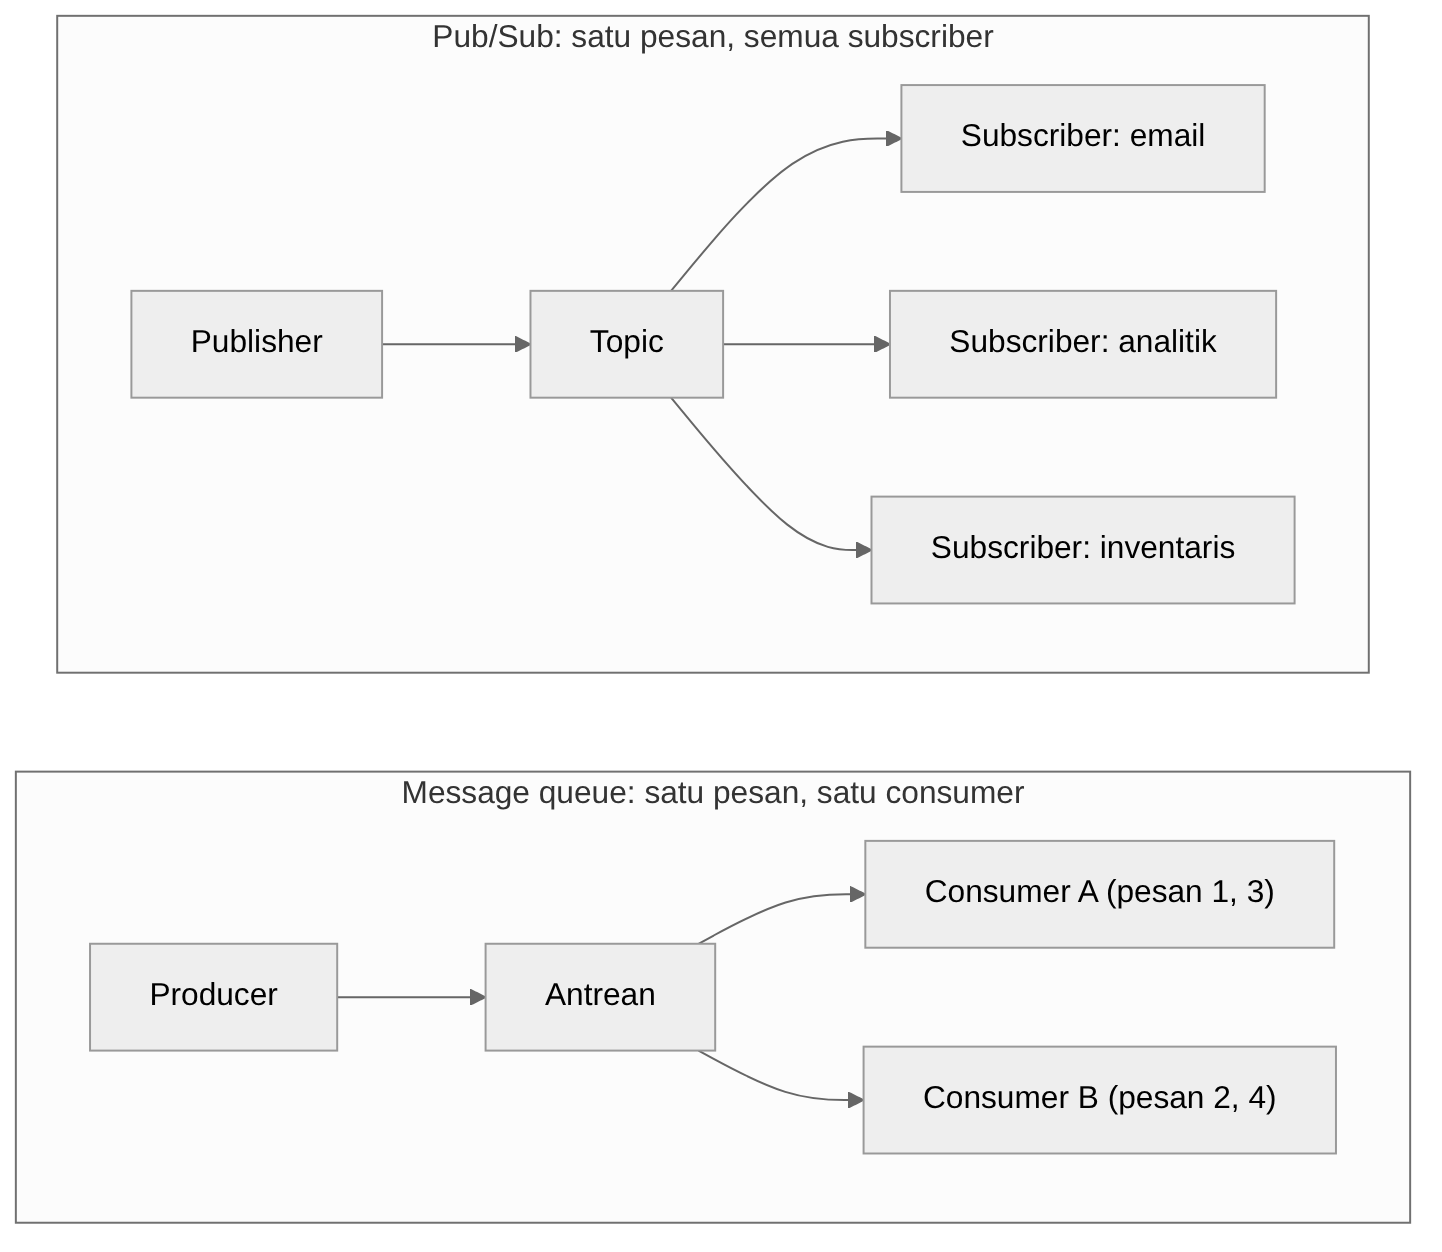 Pub/Sub: satu pesan, semua subscriber
Subscriber: email
Publisher
Topic
Subscriber: analitik
Subscriber: inventaris
Message queue: satu pesan, satu consumer
Consumer A (pesan 1, 3)
Producer
Antrean
Consumer B (pesan 2, 4)